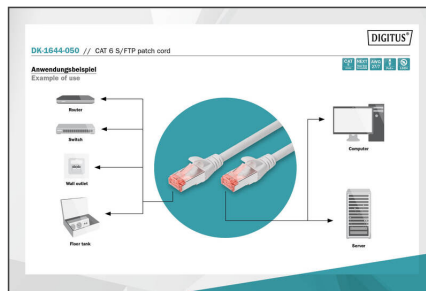 DIGITUS®
DK-1644-050 // CAT 6 S/FTP patch cord
Anwendungsbeispiel
Example of use
CAT
Router
Switch
Wall outlet
Floor tank
Computer
Server